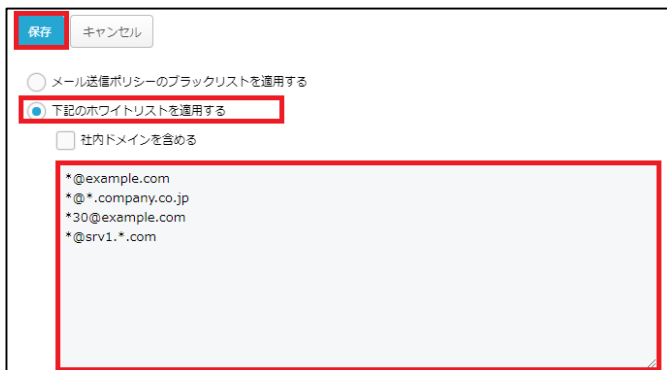 保存 キャンセル
メール送信ポリシーのブラックリストを適用する
下記のホワイトリストを適用する
社内ドメインを含める
*@example.com
*@*.company.co.jp
*30@example.com
*@srv1.*.com